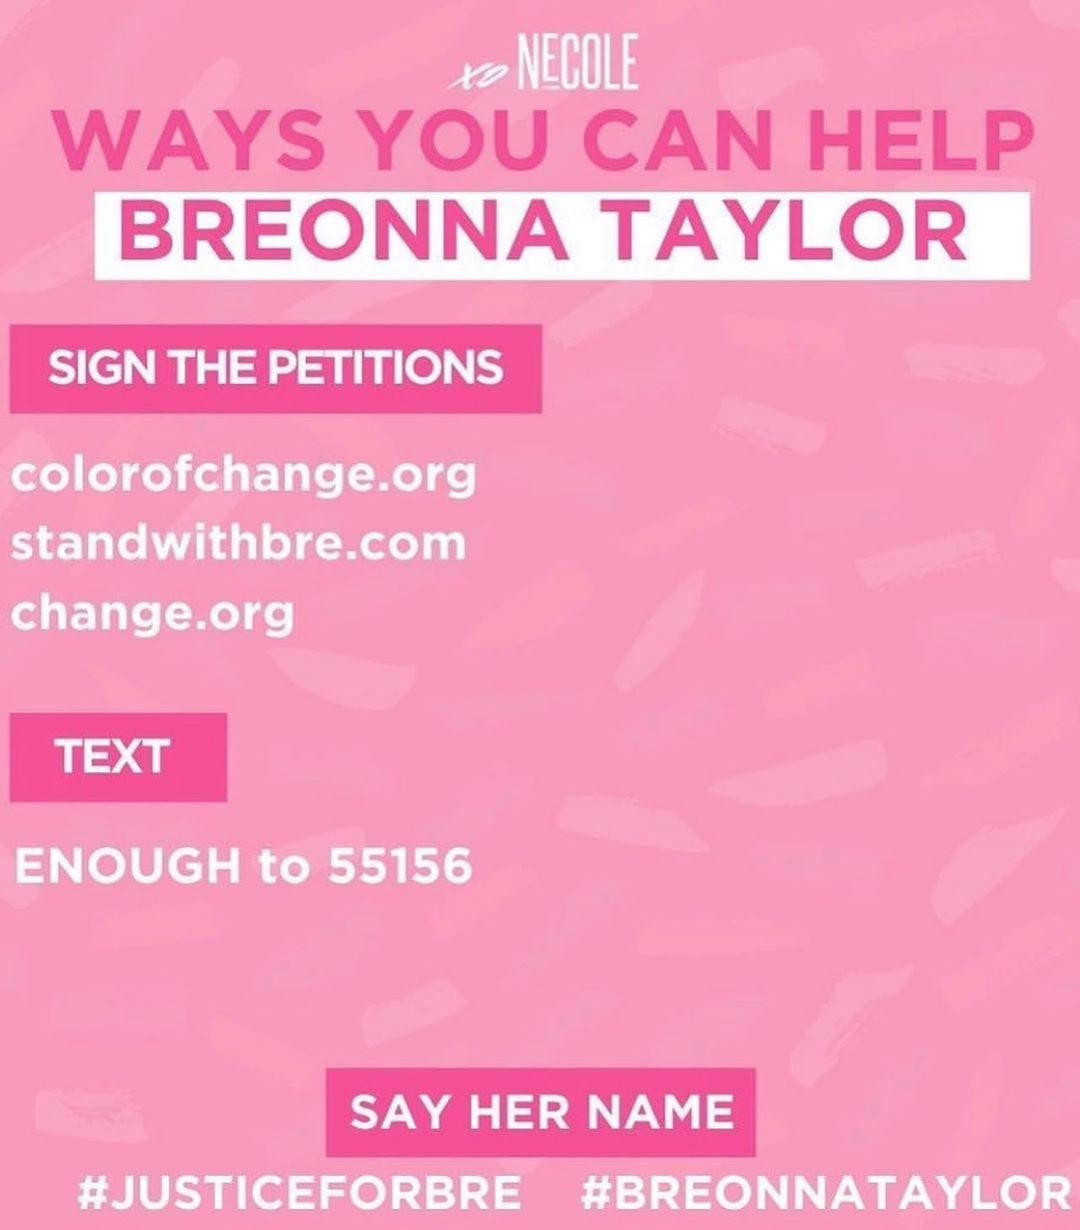 xo NECOLE
WAYS YOU CAN HELP
BREONNA TAYLOR
SIGN THE PETITIONS
colorofchange.org
standwithbre.com
change.org
TEXT
ENOUGH to 55156
SAY HER NAME
#JUSTICEFORBRE #BREONNATAYLOR